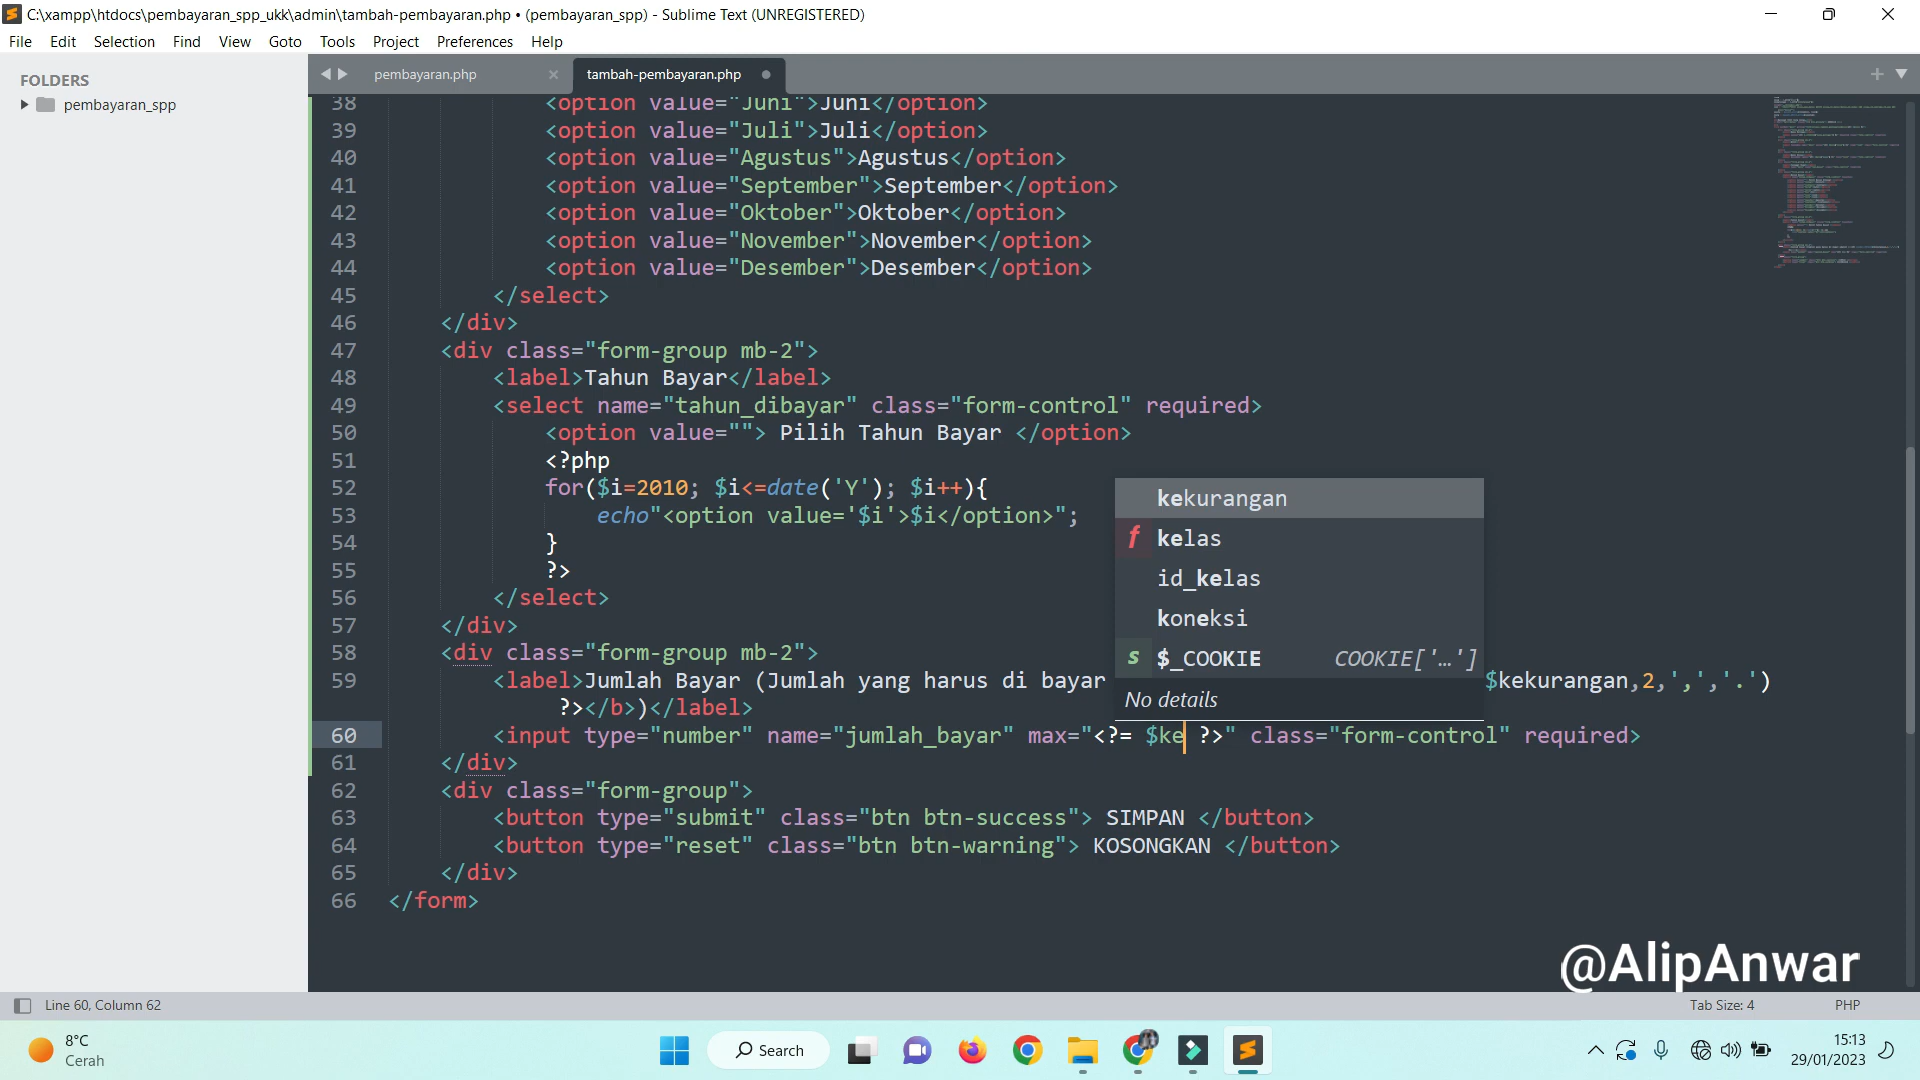 C:\xampp\htdocs\pembayaran_spp_ukk\admin\tambah-pembayaran.php • (pembayaran_spp) - Sublime Text (UNREGISTERED)
File Edit Selection Find View Goto Tools Project Preferences Help
FOLDERS
pembayaran_spp
pembayaran.php
tambah-pembayaran.php
38 <option value="Juni">Juni</option>
39 <option value="Juli">Juli</option>
40 <option value="Agustus">Agustus</option>
41 <option value="September">September</option>
42 <option value="Oktober">Oktober</option>
43 <option value="November">November</option>
44 <option value="Desember">Desember</option>
45 </select>
46 </div>
47 <div class="form-group mb-2">
48 <label>Tahun Bayar</label>
49 <select name="tahun_dibayar" class="form-control" required>
50 <option value=""> Pilih Tahun Bayar </option>
51 <?php
52 for($i=2010; $i<=date('Y'); $i++){
53 echo"<option value='$i'>$i</option>";
54 }
55 ?>
56 </select>
57 </div>
58 <div class="form-group mb-2">
59 <label>Jumlah Bayar (Jumlah yang harus di bayar $kekurangan,2,',','.')
?></b>)</label>
60 <input type="number" name="jumlah_bayar" max="<?= $ke ?>" class="form-control" required>
61 </div>
62 <div class="form-group">
63 <button type="submit" class="btn btn-success"> SIMPAN </button>
64 <button type="reset" class="btn btn-warning"> KOSONGKAN </button>
65 </div>
66 </form>
kekurangan
f kelas
id_kelas
koneksi
s $_COOKIE COOKIE['…']
No details
@AlipAnwar
Line 60, Column 62
Tab Size: 4
PHP
8°C
Cerah
Search
15:13
29/01/2023